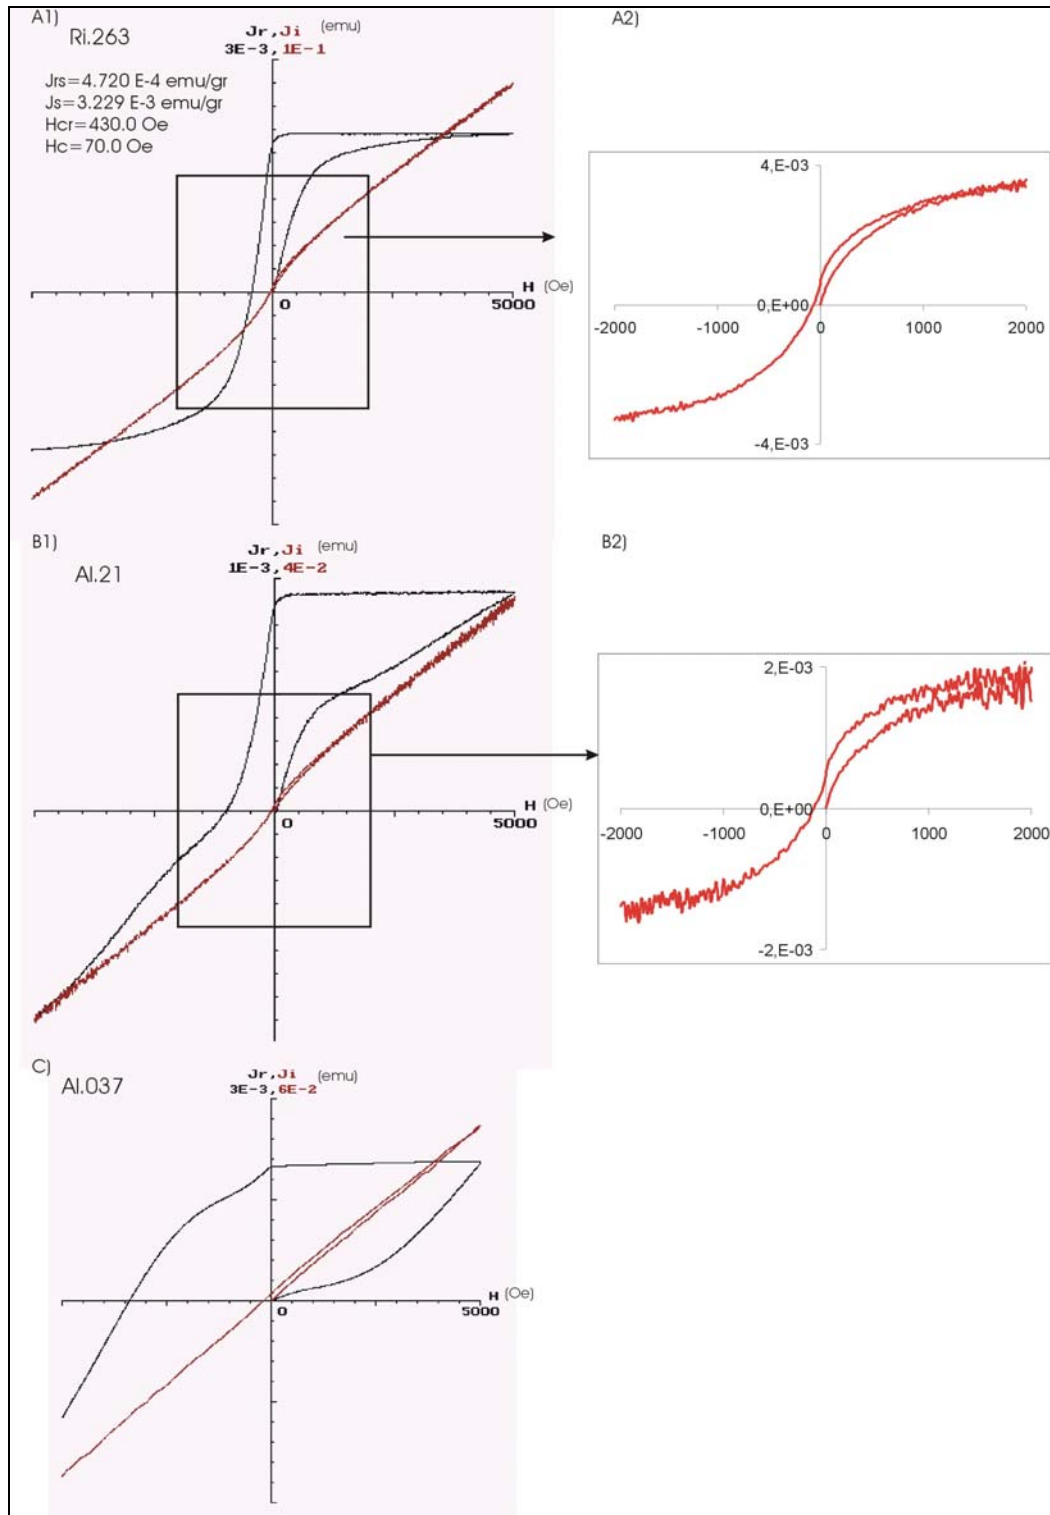 A1)
Ri.263
Jr,Ji (emu)
3E-3,1E-1
Jrs=4.720 E-4 emu/gr
Js=3.229 E-3 emu/gr
Hcr=430.0 Oe
Hc=70.0 Oe
H (Oe)
0
5000
A2)
4,E-03
0,E+00
-2000
-1000
0
1000
2000
-4,E-03
B1)
Al.21
Jr,Ji (emu)
1E-3,4E-2
H (Oe)
0
5000
B2)
2,E-03
0,E+00
-2000
-1000
0
1000
2000
-2,E-03
C)
Al.037
Jr,Ji (emu)
3E-3,6E-2
H (Oe)
0
5000